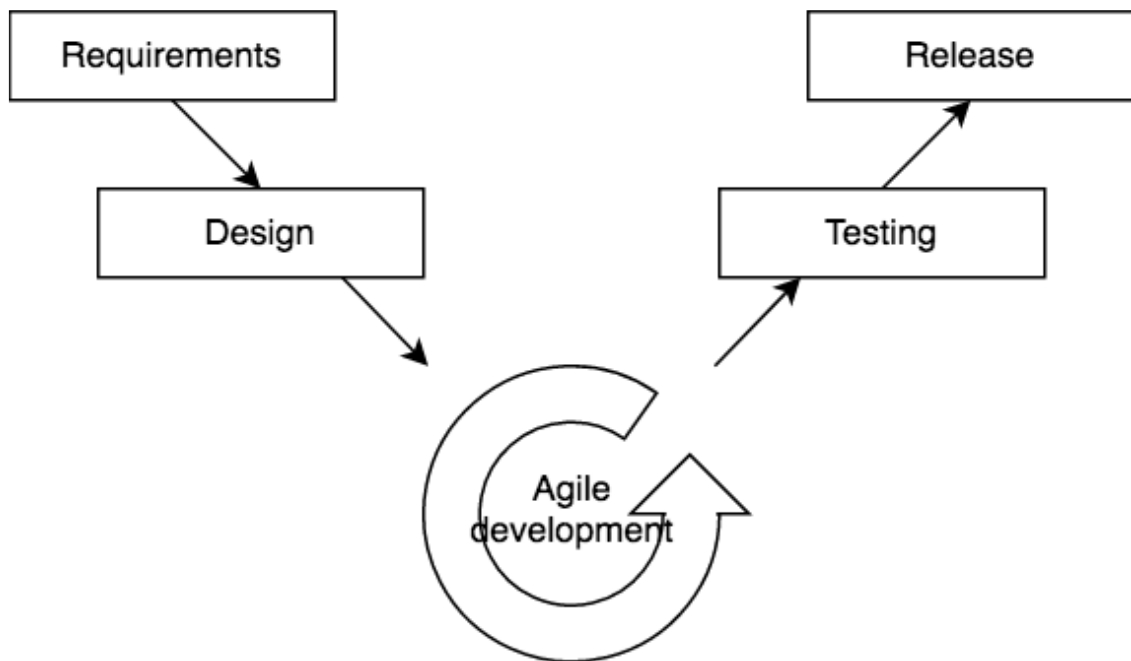 Requirements
Release
Design
Testing
Agile
development